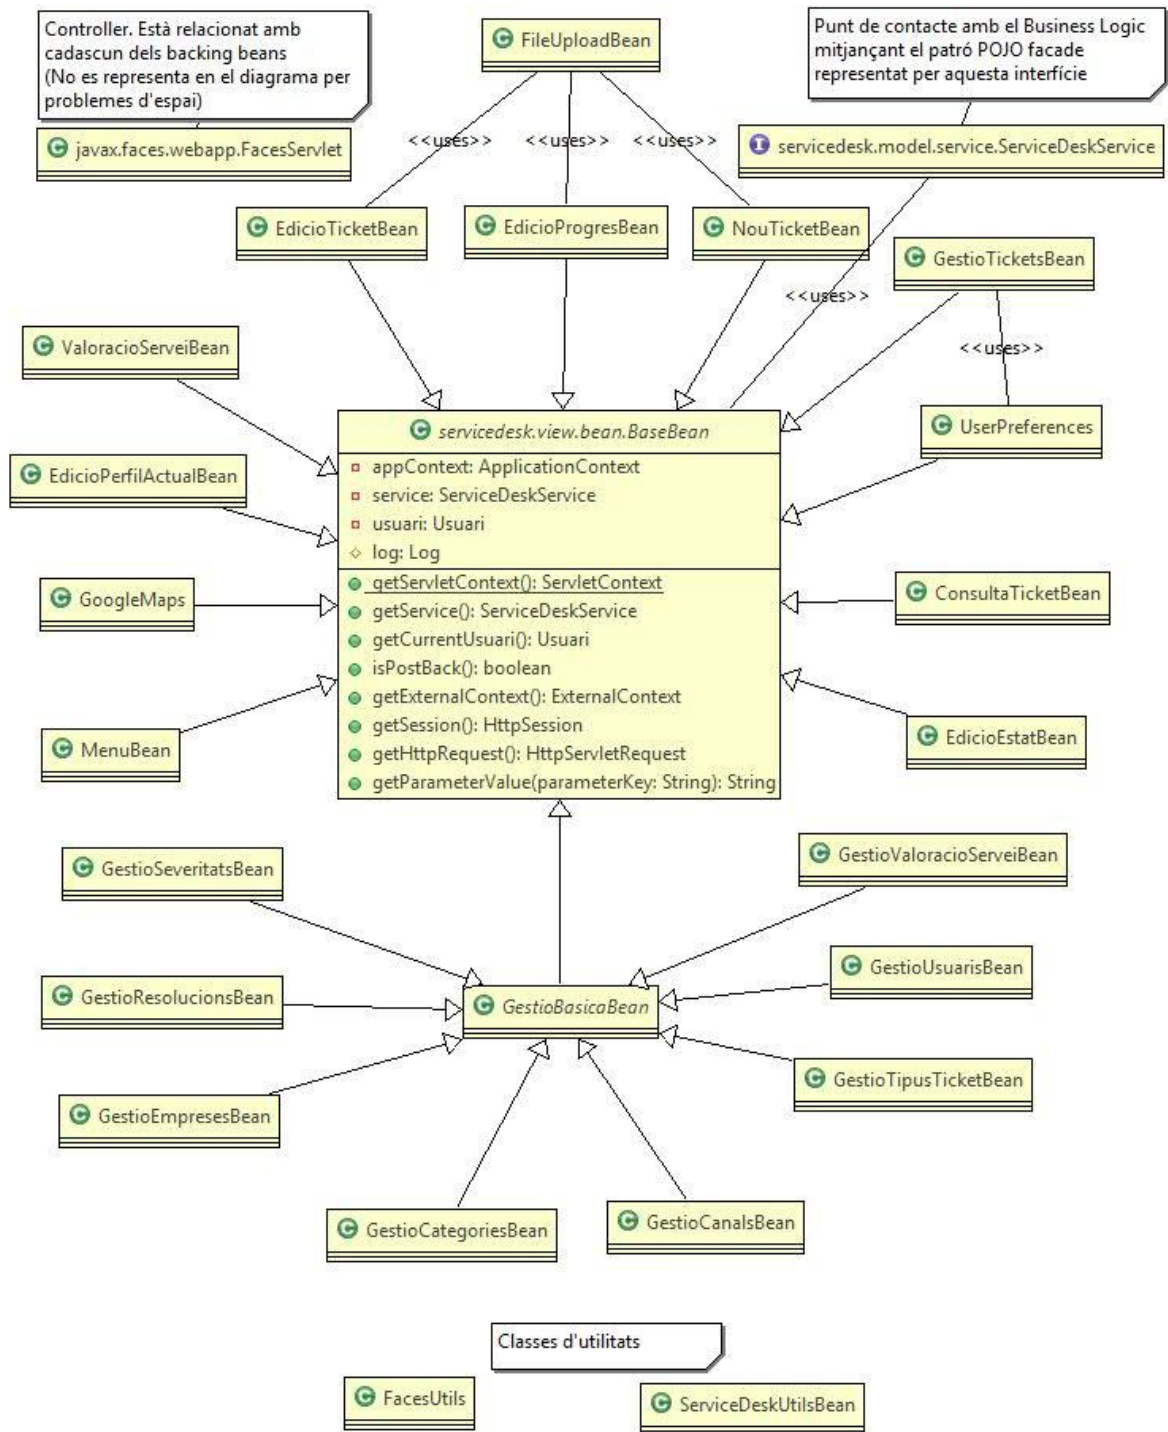 Controller. Està relacionat amb
cadascun dels backing beans
(No es representa en el diagrama per
problemes d'espai)
FileUploadBean
Punt de contacte amb el Business Logic
mitjançant el patró POJO facade
representat per aquesta interfície
javax.faces.webapp.FacesServlet
<<uses>>
<<uses>>
<<uses>>
servicedesk.model.service.ServiceDeskService
EdicioTicketBean
EdicioProgresBean
NouTicketBean
GestioTicketsBean
<<uses>>
<<uses>>
ValoracioServeiBean
UserPreferences
servicedesk.view.bean.BaseBean
EdicioPerfilActualBean
appContext: ApplicationContext
service: ServiceDeskService
usuari: Usuari
log: Log
getServletContext(): ServletContext
getService(): ServiceDeskService
getCurrentUsuari(): Usuari
isPostBack(): boolean
getExternalContext(): ExternalContext
getSession(): HttpSession
getHttpRequest(): HttpServletRequest
getParameterValue(parameterKey: String): String
GoogleMaps
ConsultaTicketBean
MenuBean
EdicioEstatBean
GestioSeveritatsBean
GestioValoracioServeiBean
GestioUsuarisBean
GestioResolucionsBean
GestioBasicaBean
GestioTipusTicketBean
GestioEmpresesBean
GestioCategoriesBean
GestioCanalsBean
Classes d'utilitats
FacesUtils
ServiceDeskUtilsBean